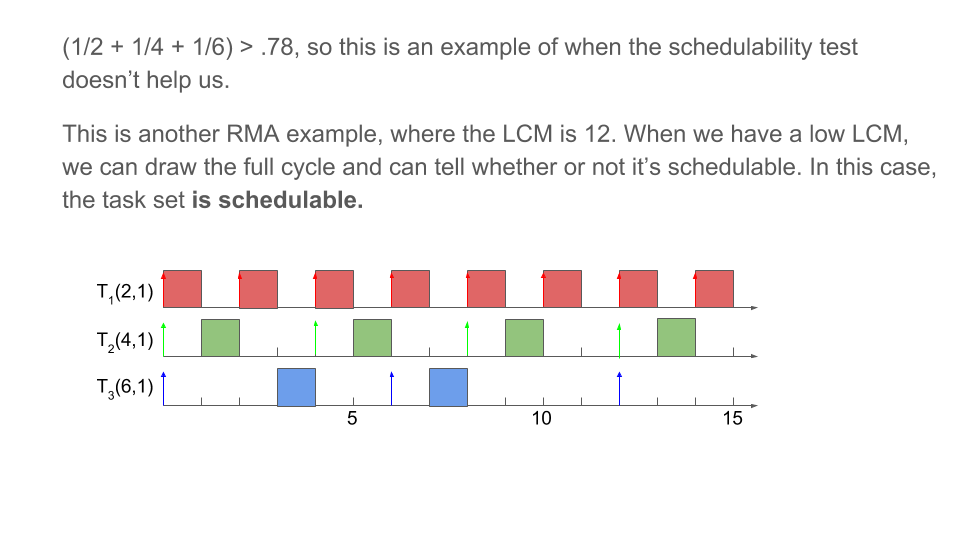 (1/2 + 1/4 + 1/6) > .78, so this is an example of when the schedulability test
doesn’t help us.
This is another RMA example, where the LCM is 12. When we have a low LCM,
we can draw the full cycle and can tell whether or not it’s schedulable. In this case,
the task set is schedulable.
T1(2,1)
T2(4,1)
T3(6,1)
5 10 15